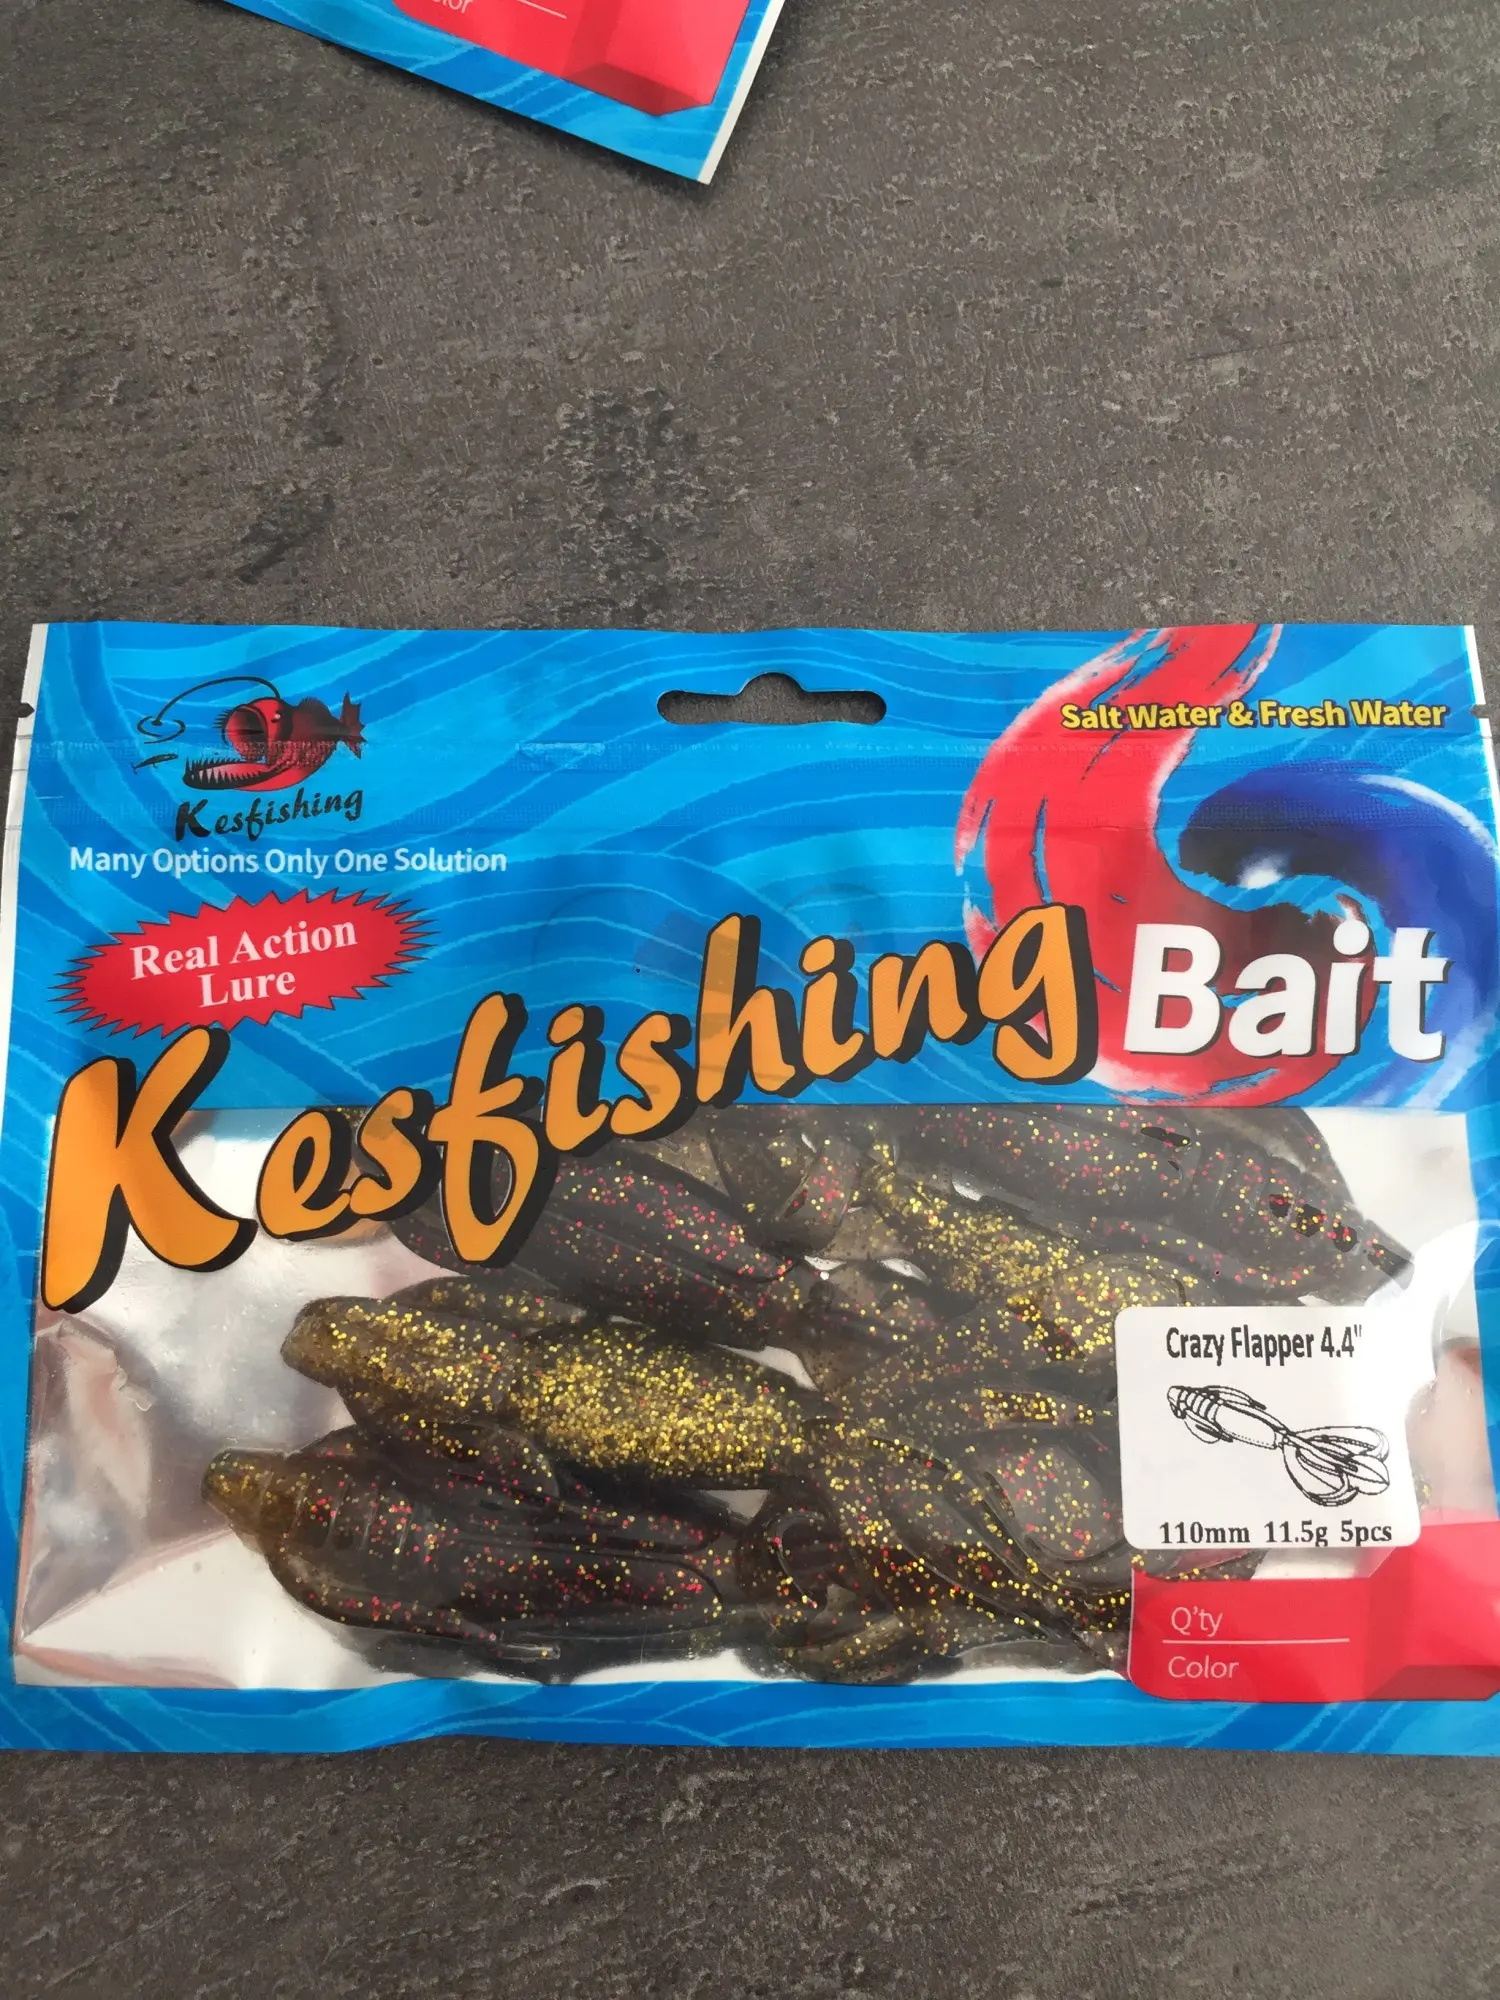 Kesfishing
Many Options Only One Solution
Real Action
Lure
Salt Water & Fresh Water
Kesfishing Bait
Crazy Flapper 4.4"
110mm 11.5g 5pcs
Q'ty
Color